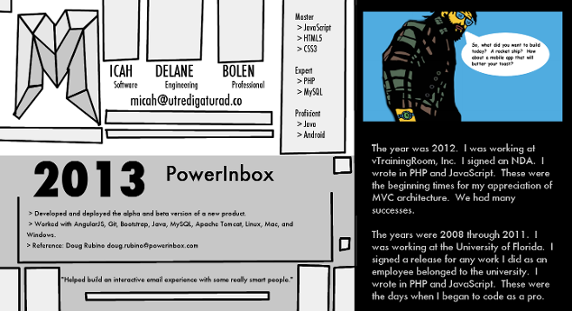 M
ICAH DELANE BOLEN
Software Engineering Professional
micah@utredigaturad.co
Master
> JavaScript
> HTML5
> CSS3
Expert
> PHP
> MySQL
Proficient
> Java
> Android
2013 PowerInbox
> Developed and deployed the alpha and beta version of a new product.
> Worked with AngularJS, Git, Bootstrap, Java, MySQL, Apache Tomcat, Linux, Mac, and
Windows.
> Reference: Doug Rubino doug.rubino@powerinbox.com
"Helped build an interactive email experience with some really smart people."
So, what did you want to build
today? A rocket ship? How
about a mobile app that will
butter your toast?
The year was 2012. I was working at
vTrainingRoom, Inc. I signed an NDA. I
wrote in PHP and JavaScript. These were
the beginning times for my appreciation of
MVC architecture. We had many
successes.
The years were 2008 through 2011. I
was working at the University of Florida. I
signed a release for any work I did as an
employee belonged to the university. I
wrote in PHP and JavaScript. These were
the days when I began to code as a pro.